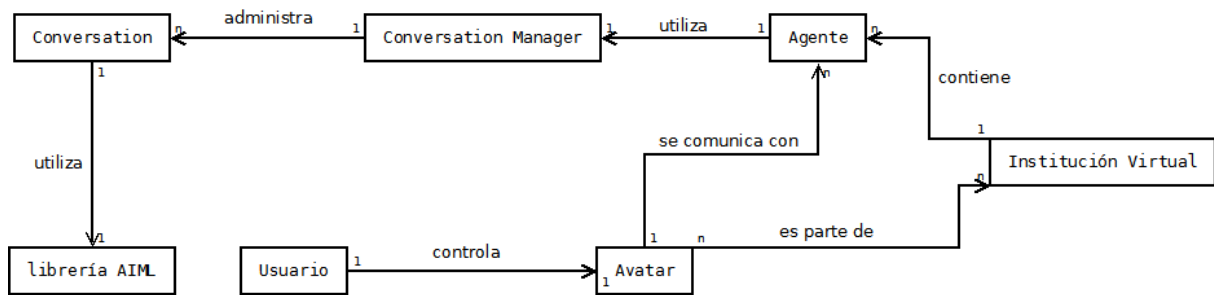 administra
utiliza
n
1
1
1
n
Conversation
Conversation Manager
Agente
1
n
contiene
se comunica con
1
utiliza
Institución Virtual
n
es parte de
1
1
n
controla
1
librería AIML
Usuario
1
Avatar